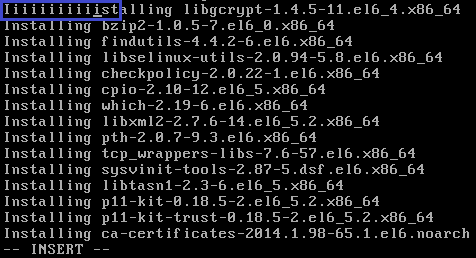 Iiiiiiiiiiistalling libgcrypt-1.4.5-11.el6_4.x86_64
Installing bzip2-1.0.5-7.el6_0.x86_64
Installing findutils-4.4.2-6.el6.x86_64
Installing libselinux-utils-2.0.94-5.8.el6.x86_64
Installing checkpolicy-2.0.22-1.el6.x86_64
Installing cpio-2.10-12.el6_5.x86_64
Installing which-2.19-6.el6.x86_64
Installing libxml2-2.7.6-14.el6_5.2.x86_64
Installing pth-2.0.7-9.3.el6.x86_64
Installing tcp_wrappers-libs-7.6-57.el6.x86_64
Installing sysvinit-tools-2.87-5.dsf.el6.x86_64
Installing libtasn1-2.3-6.el6_5.x86_64
Installing p11-kit-0.18.5-2.el6_5.2.x86_64
Installing p11-kit-trust-0.18.5-2.el6_5.2.x86_64
Installing ca-certificates-2014.1.98-65.1.el6.noarch
-- INSERT --